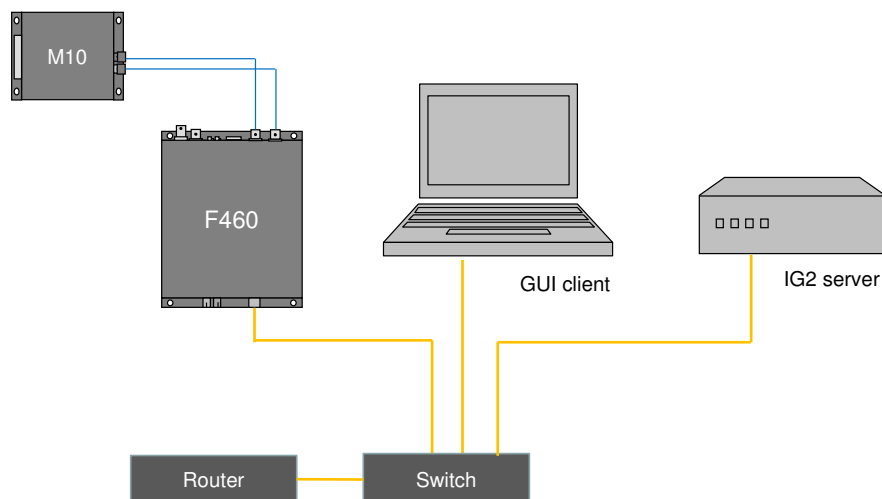 M10
F460
GUI client
IG2 server
Router
Switch